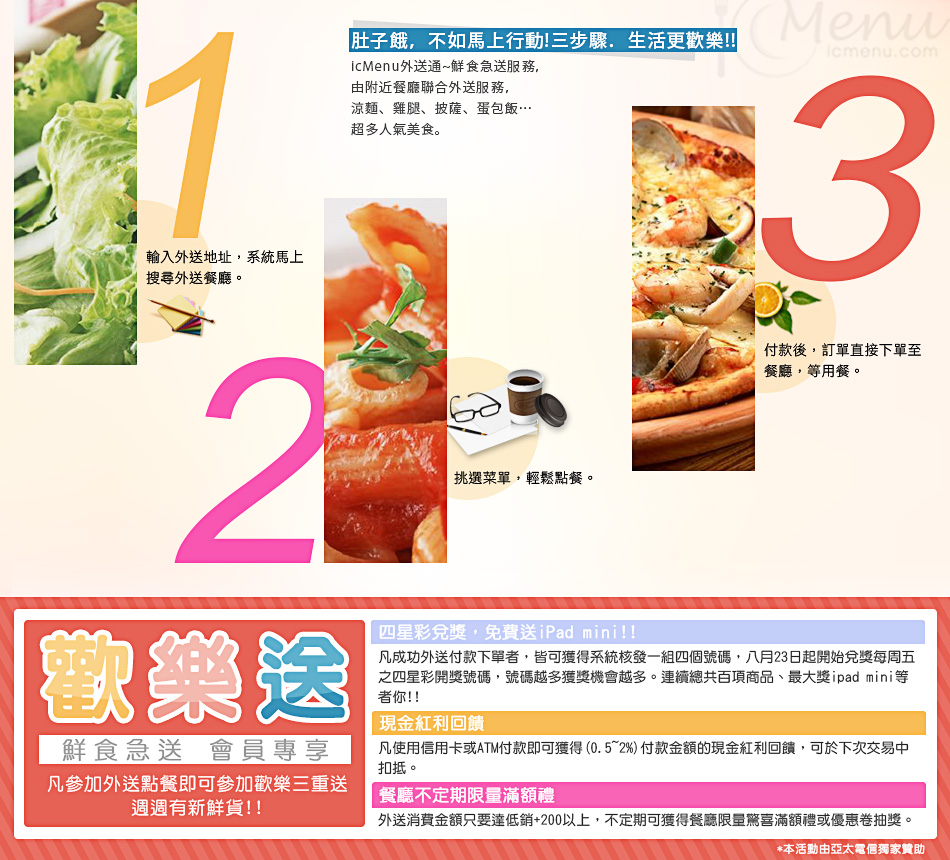 Menu
icmenu.com
肚子餓，不如馬上行動!三步驟．生活更歡樂!!
icMenu外送通~鮮食急送服務,
由附近餐廳聯合外送服務,
涼麵、雞腿、披薩、蛋包飯…
超多人氣美食。
1
輸入外送地址，系統馬上
搜尋外送餐廳。
2
挑選菜單，輕鬆點餐。
3
付款後，訂單直接下單至
餐廳，等用餐。
歡樂送
鮮食急送 會員專享
凡參加外送點餐即可參加歡樂三重送
週週有新鮮貨!!
四星彩兌獎，免費送iPad mini!!
凡成功外送付款下單者，皆可獲得系統核發一組四個號碼，八月23日起開始兌獎每周五
之四星彩開獎號碼，號碼越多獲獎機會越多。連續總共百項商品、最大獎ipad mini等
者你!!
現金紅利回饋
凡使用信用卡或ATM付款即可獲得(0.5~2%)付款金額的現金紅利回饋，可於下次交易中
扣抵。
餐廳不定期限量滿額禮
外送消費金額只要達低銷+200以上，不定期可獲得餐廳限量驚喜滿額禮或優惠卷抽獎。
*本活動由亞太電信獨家贊助